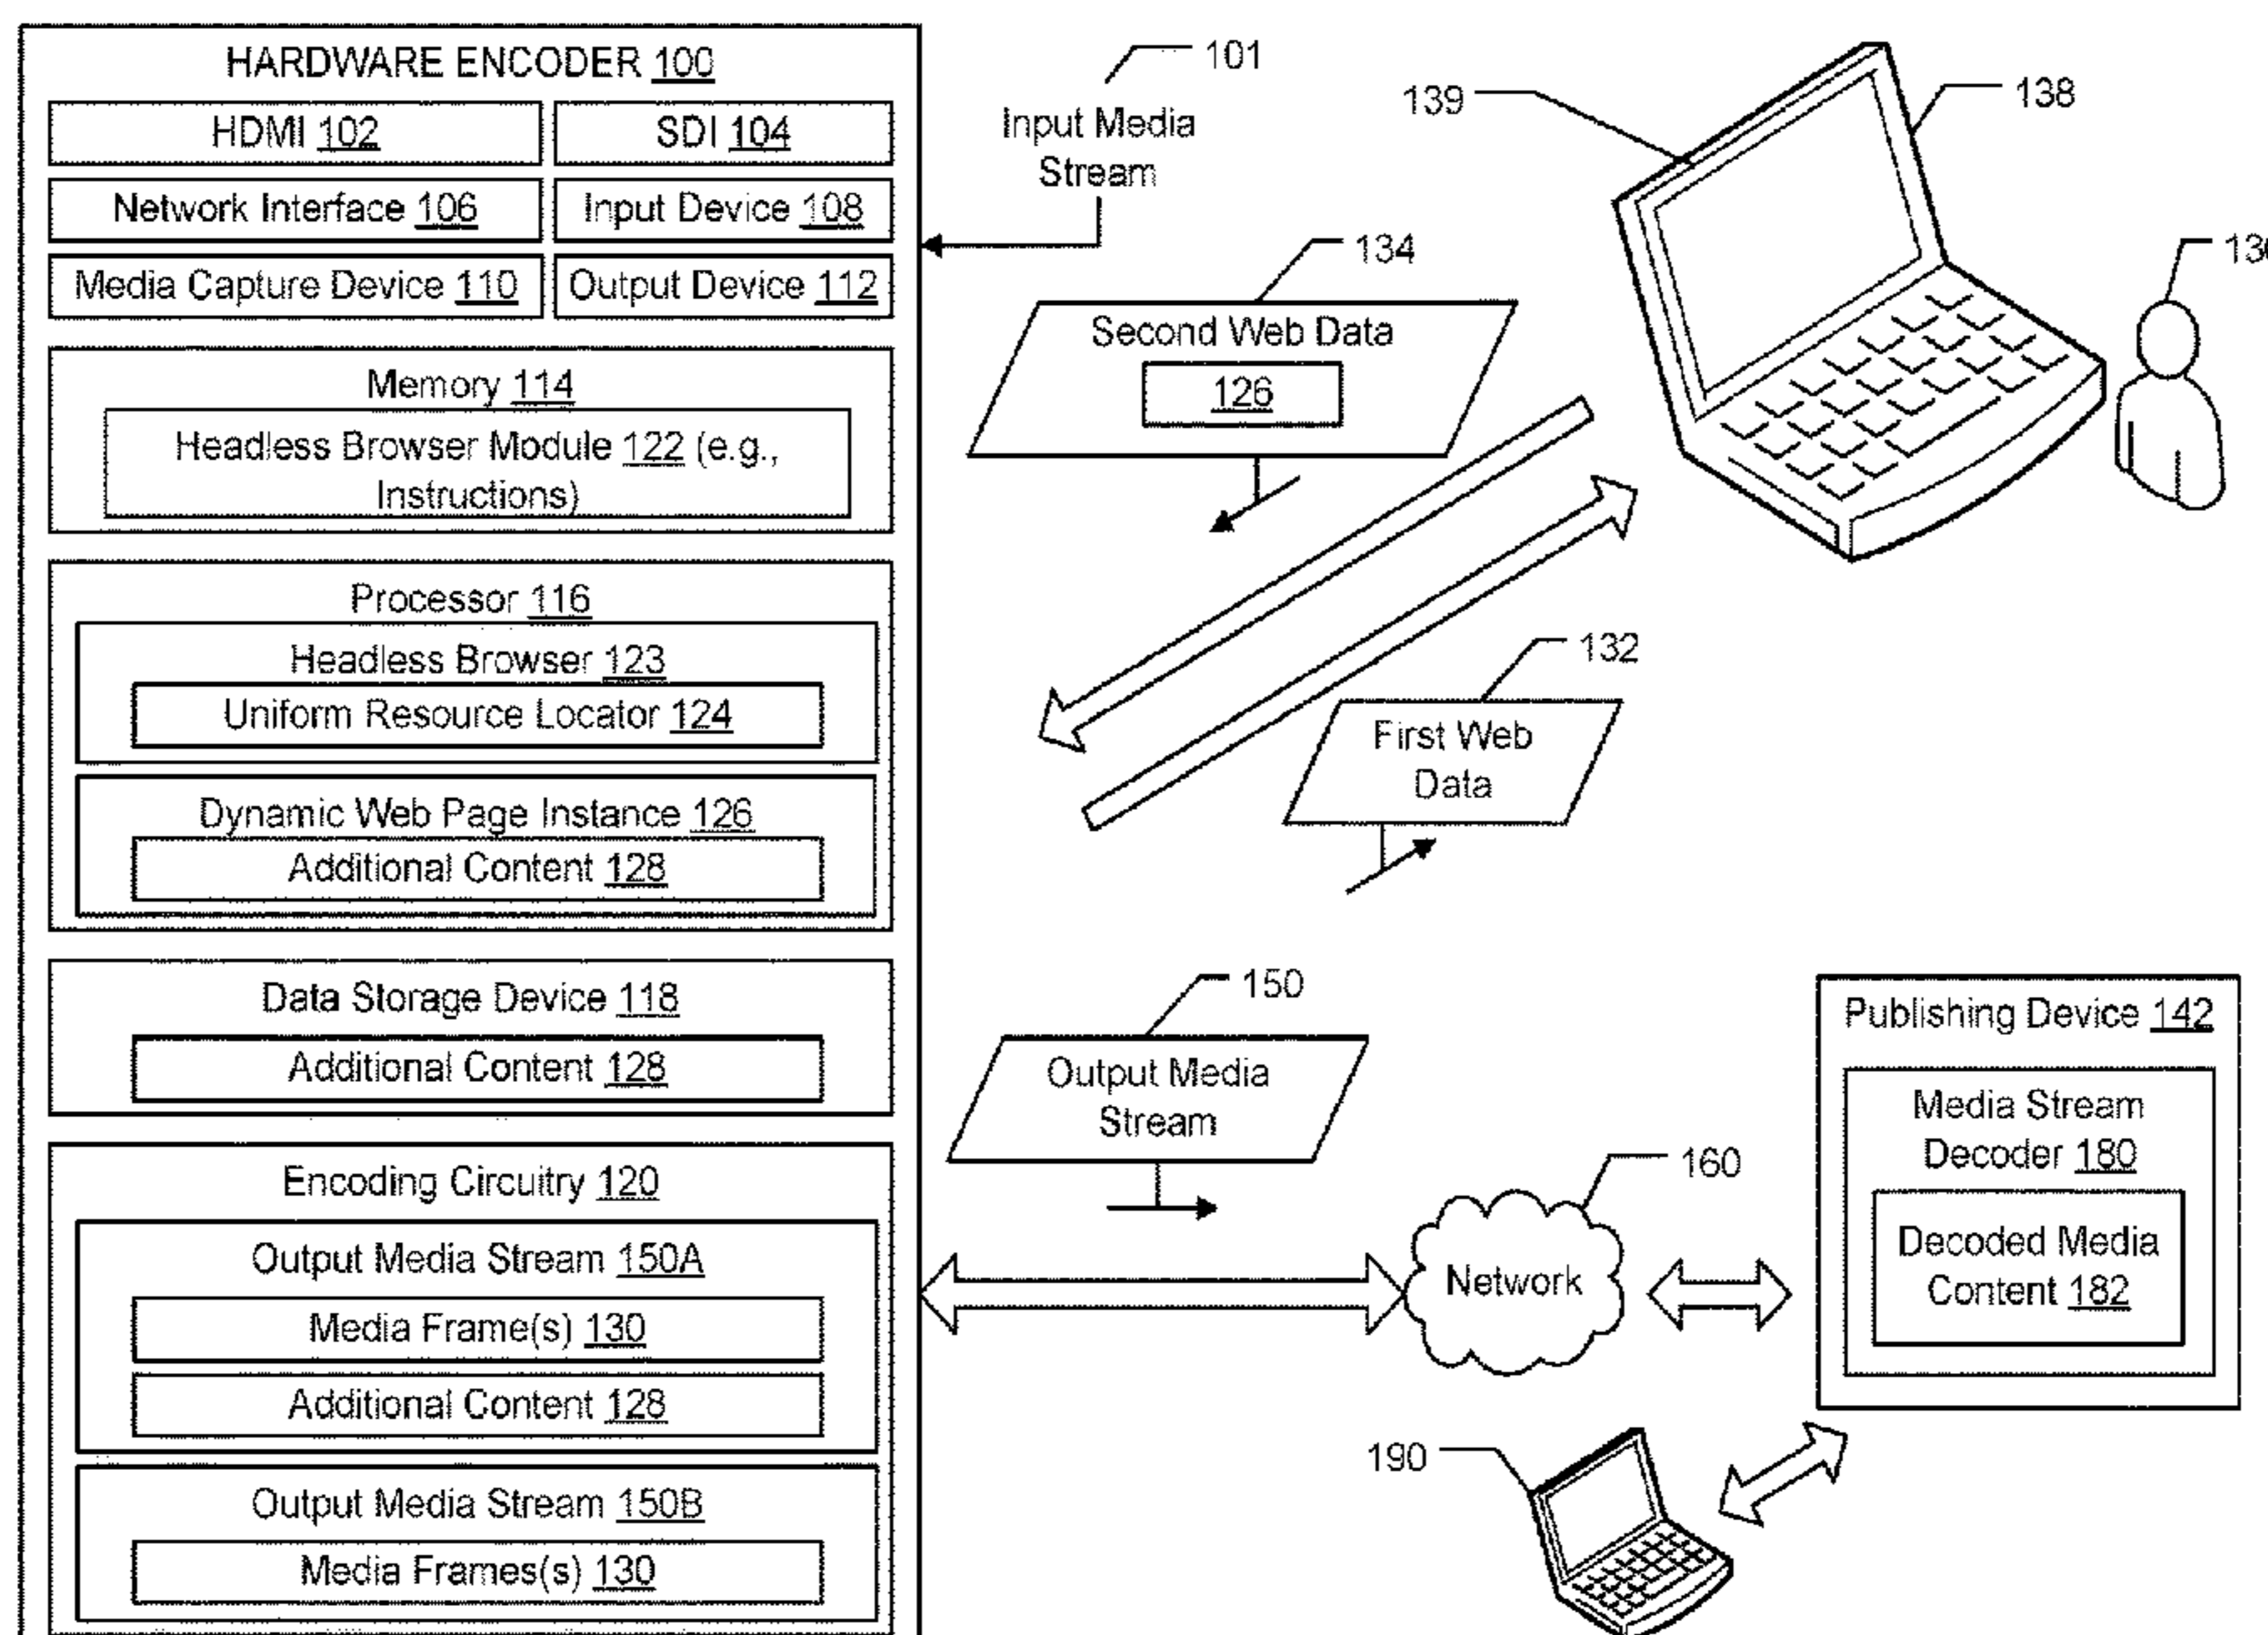 HARDWARE ENCODER 100
HDMI 102
SDI 104
Network Interface 106
Input Device 108
Media Capture Device 110
Output Device 112
Memory 114
Headless Browser Module 122 (e.g.,
Instructions)
Processor 116
Headless Browser 123
Uniform Resource Locator 124
Dynamic Web Page Instance 126
Additional Content 128
Data Storage Device 118
Additional Content 128
Encoding Circuitry 120
Output Media Stream 150A
Media Frame(s) 130
Additional Content 128
Output Media Stream 150B
Media Frames(s) 130
101
Input Media
Stream
139
138
134
Second Web Data
126
132
First Web
Data
150
Output Media
Stream
160
Network
Publishing Device 142
Media Stream
Decoder 180
Decoded Media
Content 182
190